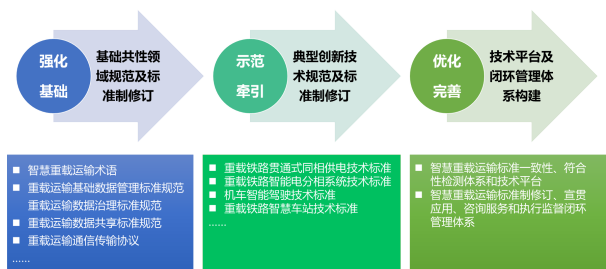 强化
基础
基础共性领
域规范及标
准制修订
示范
牵引
典型创新技
术规范及标
准制修订
优化
完善
技术平台及
闭环管理体
系构建
■ 智慧重载运输术语
■ 重载运输基础数据管理标准规范
重载运输数据治理标准规范
■ 重载运输数据共享标准规范
■ 重载运输通信传输协议
......
■ 重载铁路贯通式同相供电技术标准
■ 重载铁路智能电分相系统技术标准
■ 机车智能驾驶技术标准
■ 重载铁路智慧车站技术标准
......
■ 智慧重载运输标准一致性、符合
性检测体系和技术平台
■ 智慧重载运输标准制修订、宣贯
应用、咨询服务和执行监督闭环
管理体系